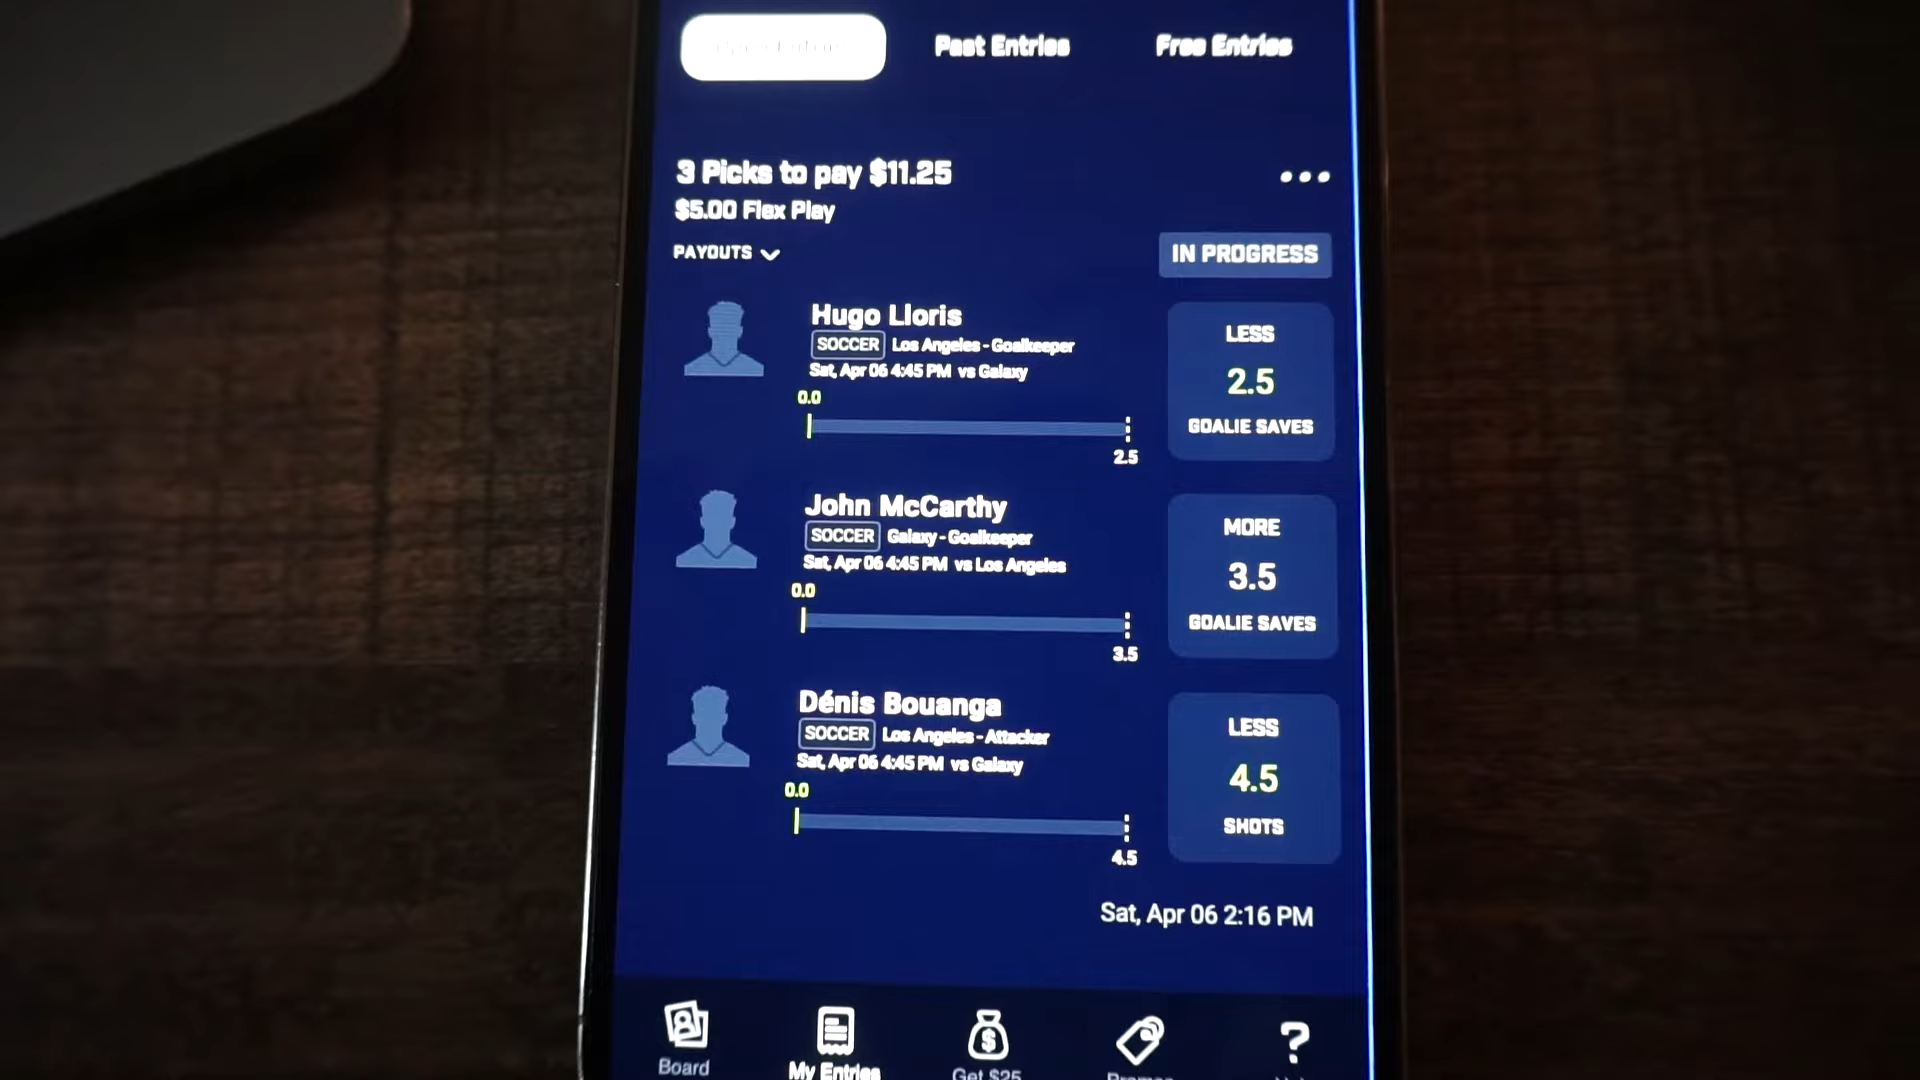 Past Entries
Free Entries
3 Picks to pay $11.25
$5.00 Flex Play
PAYOUTS
IN PROGRESS
Hugo Lloris
SOCCER Los Angeles - Goalkeeper
Sat, Apr 06 4:45 PM vs Galaxy
0.0
2.5
LESS
2.5
GOALIE SAVES
John McCarthy
SOCCER Galaxy - Goalkeeper
Sat, Apr 06 4:45 PM vs Los Angeles
0.0
3.5
MORE
3.5
GOALIE SAVES
Dénis Bouanga
SOCCER Los Angeles - Attacker
Sat, Apr 06 4:45 PM vs Galaxy
0.0
4.5
LESS
4.5
SHOTS
Sat, Apr 06 2:16 PM
Board
My Entries
Get $25
Promos